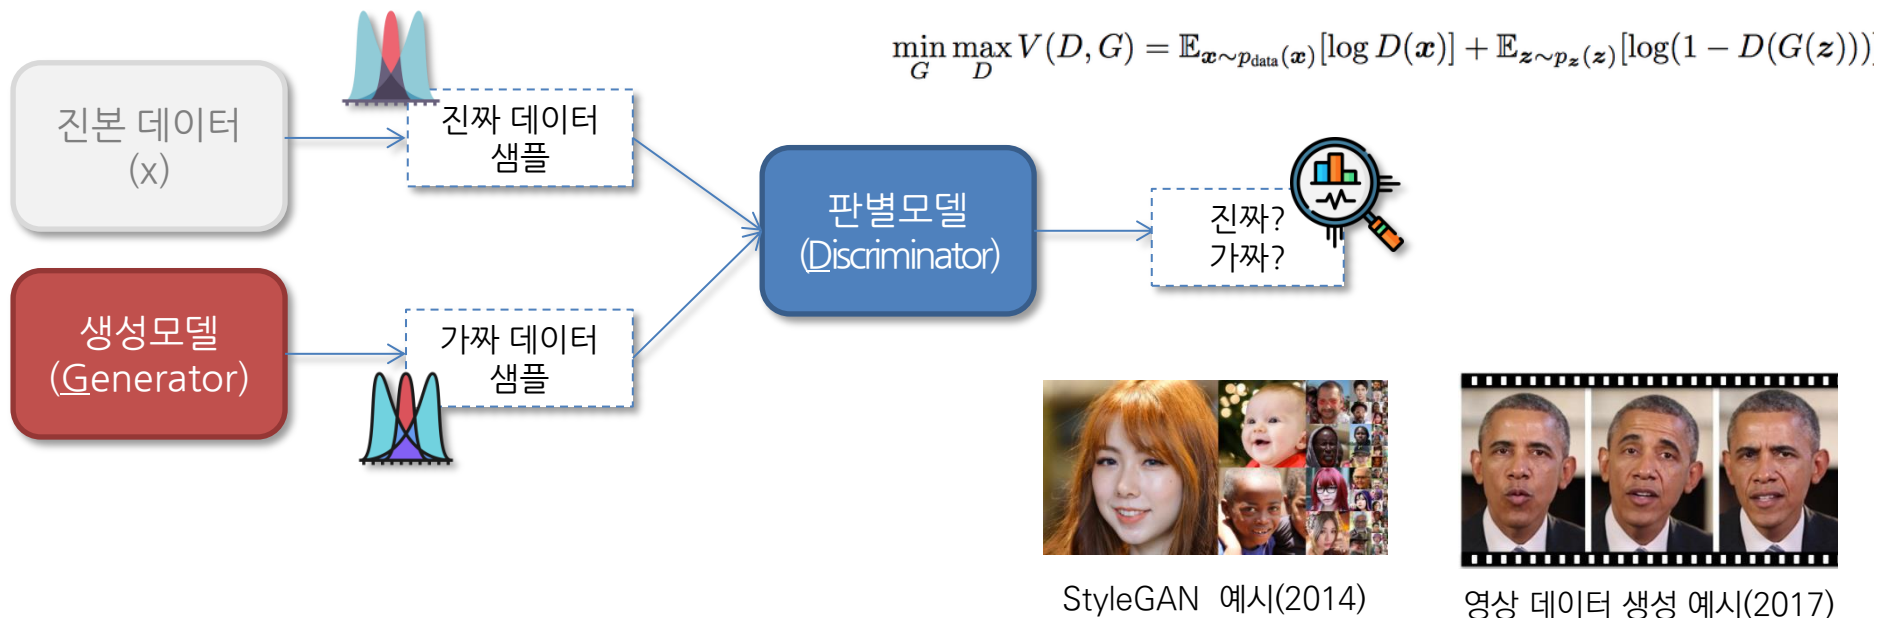 min max V(D, G) = 𝔼x∼pdata(x)[log D(x)] + 𝔼z∼pz(z)[log(1 − D(G(z)))]
G D
진본 데이터
(x)
진짜 데이터
샘플
판별모델
(Discriminator)
진짜?
가짜?
생성모델
(Generator)
가짜 데이터
샘플
StyleGAN 예시(2014)
영상 데이터 생성 예시(2017)